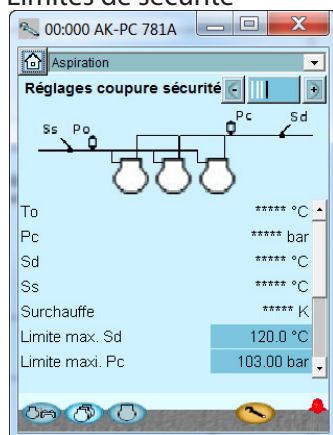 Limites de sécurité
00:000 AK-PC 781A
Aspiration
Réglages coupure sécurité
Ss Po Pc Sd
To ***** °C
Pc ***** bar
Sd ***** °C
Ss ***** °C
Surchauffe ***** K
Limite max. Sd 120.0 °C
Limite maxi. Pc 103.00 bar